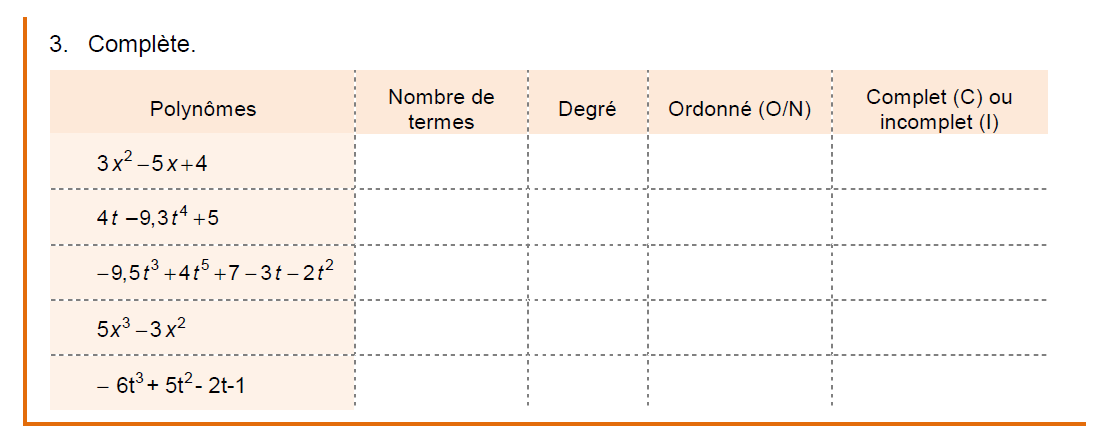 3. Complète.
Polynômes Nombre de termes Degré Ordonné (O/N) Complet (C) ou incomplet (I)
3x² –5x+4
4t –9,3t⁴ +5
–9,5t³ +4t⁵ +7 – 3t – 2t²
5x³ –3x²
– 6t³+ 5t²- 2t-1